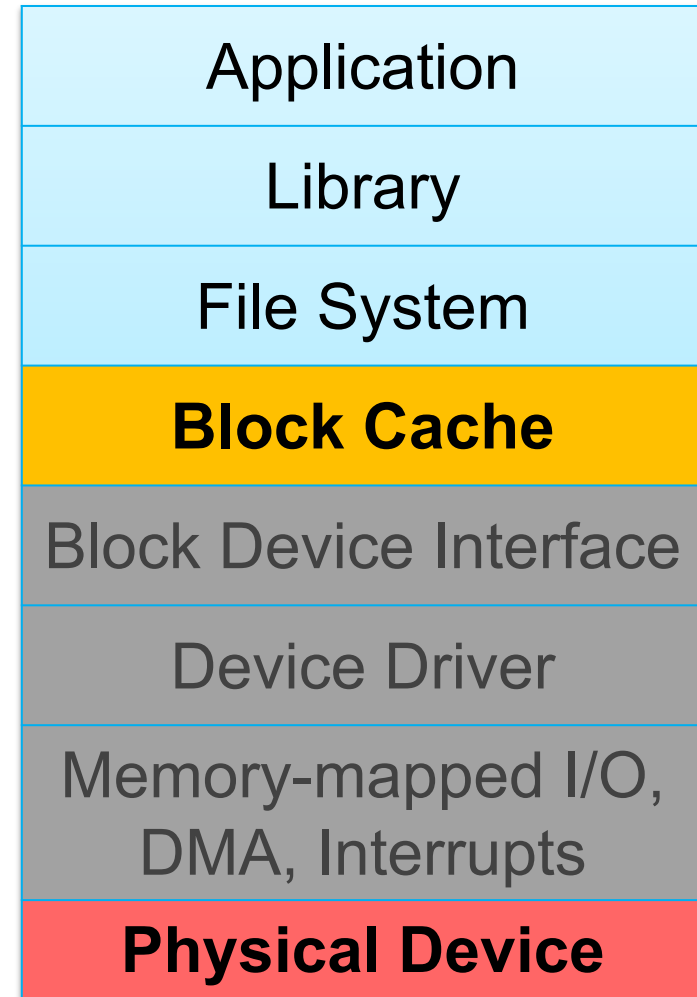 Application
Library
File System
Block Cache
Block Device Interface
Device Driver
Memory-mapped I/O,
DMA, Interrupts
Physical Device